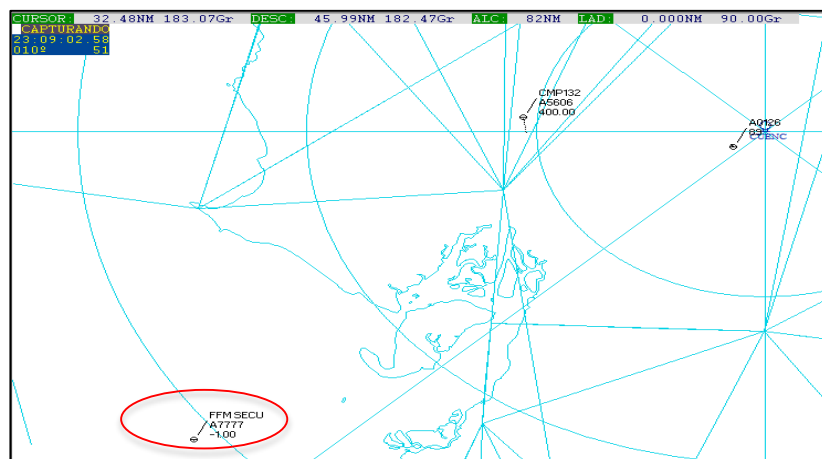 CURSOR: 32.48NM 183.07Gr DESC: 45.99NM 182.47Gr ALC: 82NM LAD: 0.000NM 90.00Gr
CAPTURANDO
23:09:02.58
010º 51
CMP132
A5606
400.00
A0126
CUENC
FFM SECU
A7777
-1.00